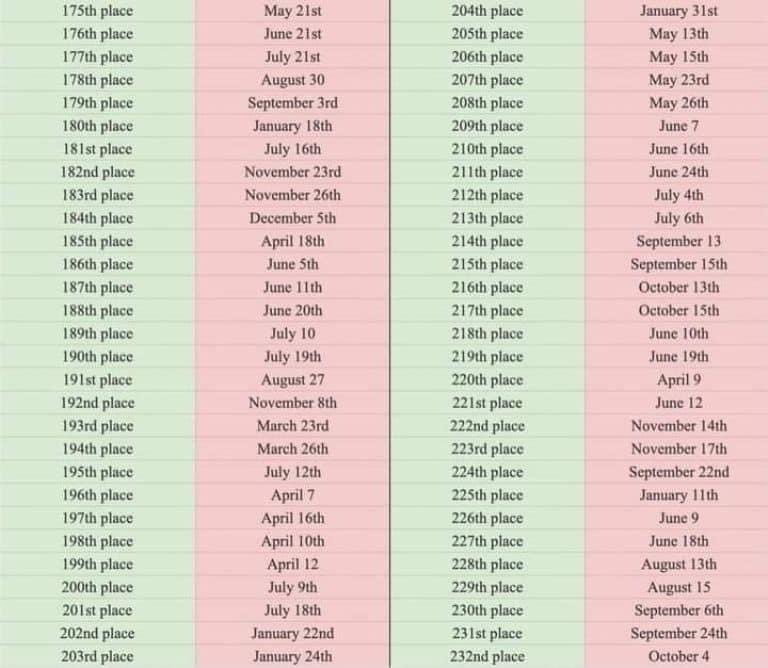 175th place May 21st
176th place June 21st
177th place July 21st
178th place August 30
179th place September 3rd
180th place January 18th
181st place July 16th
182nd place November 23rd
183rd place November 26th
184th place December 5th
185th place April 18th
186th place June 5th
187th place June 11th
188th place June 20th
189th place July 10
190th place July 19th
191st place August 27
192nd place November 8th
193rd place March 23rd
194th place March 26th
195th place July 12th
196th place April 7
197th place April 16th
198th place April 10th
199th place April 12
200th place July 9th
201st place July 18th
202nd place January 22nd
203rd place January 24th
204th place January 31st
205th place May 13th
206th place May 15th
207th place May 23rd
208th place May 26th
209th place June 7
210th place June 16th
211th place June 24th
212th place July 4th
213th place July 6th
214th place September 13
215th place September 15th
216th place October 13th
217th place October 15th
218th place June 10th
219th place June 19th
220th place April 9
221st place June 12
222nd place November 14th
223rd place November 17th
224th place September 22nd
225th place January 11th
226th place June 9
227th place June 18th
228th place August 13th
229th place August 15
230th place September 6th
231st place September 24th
232nd place October 4